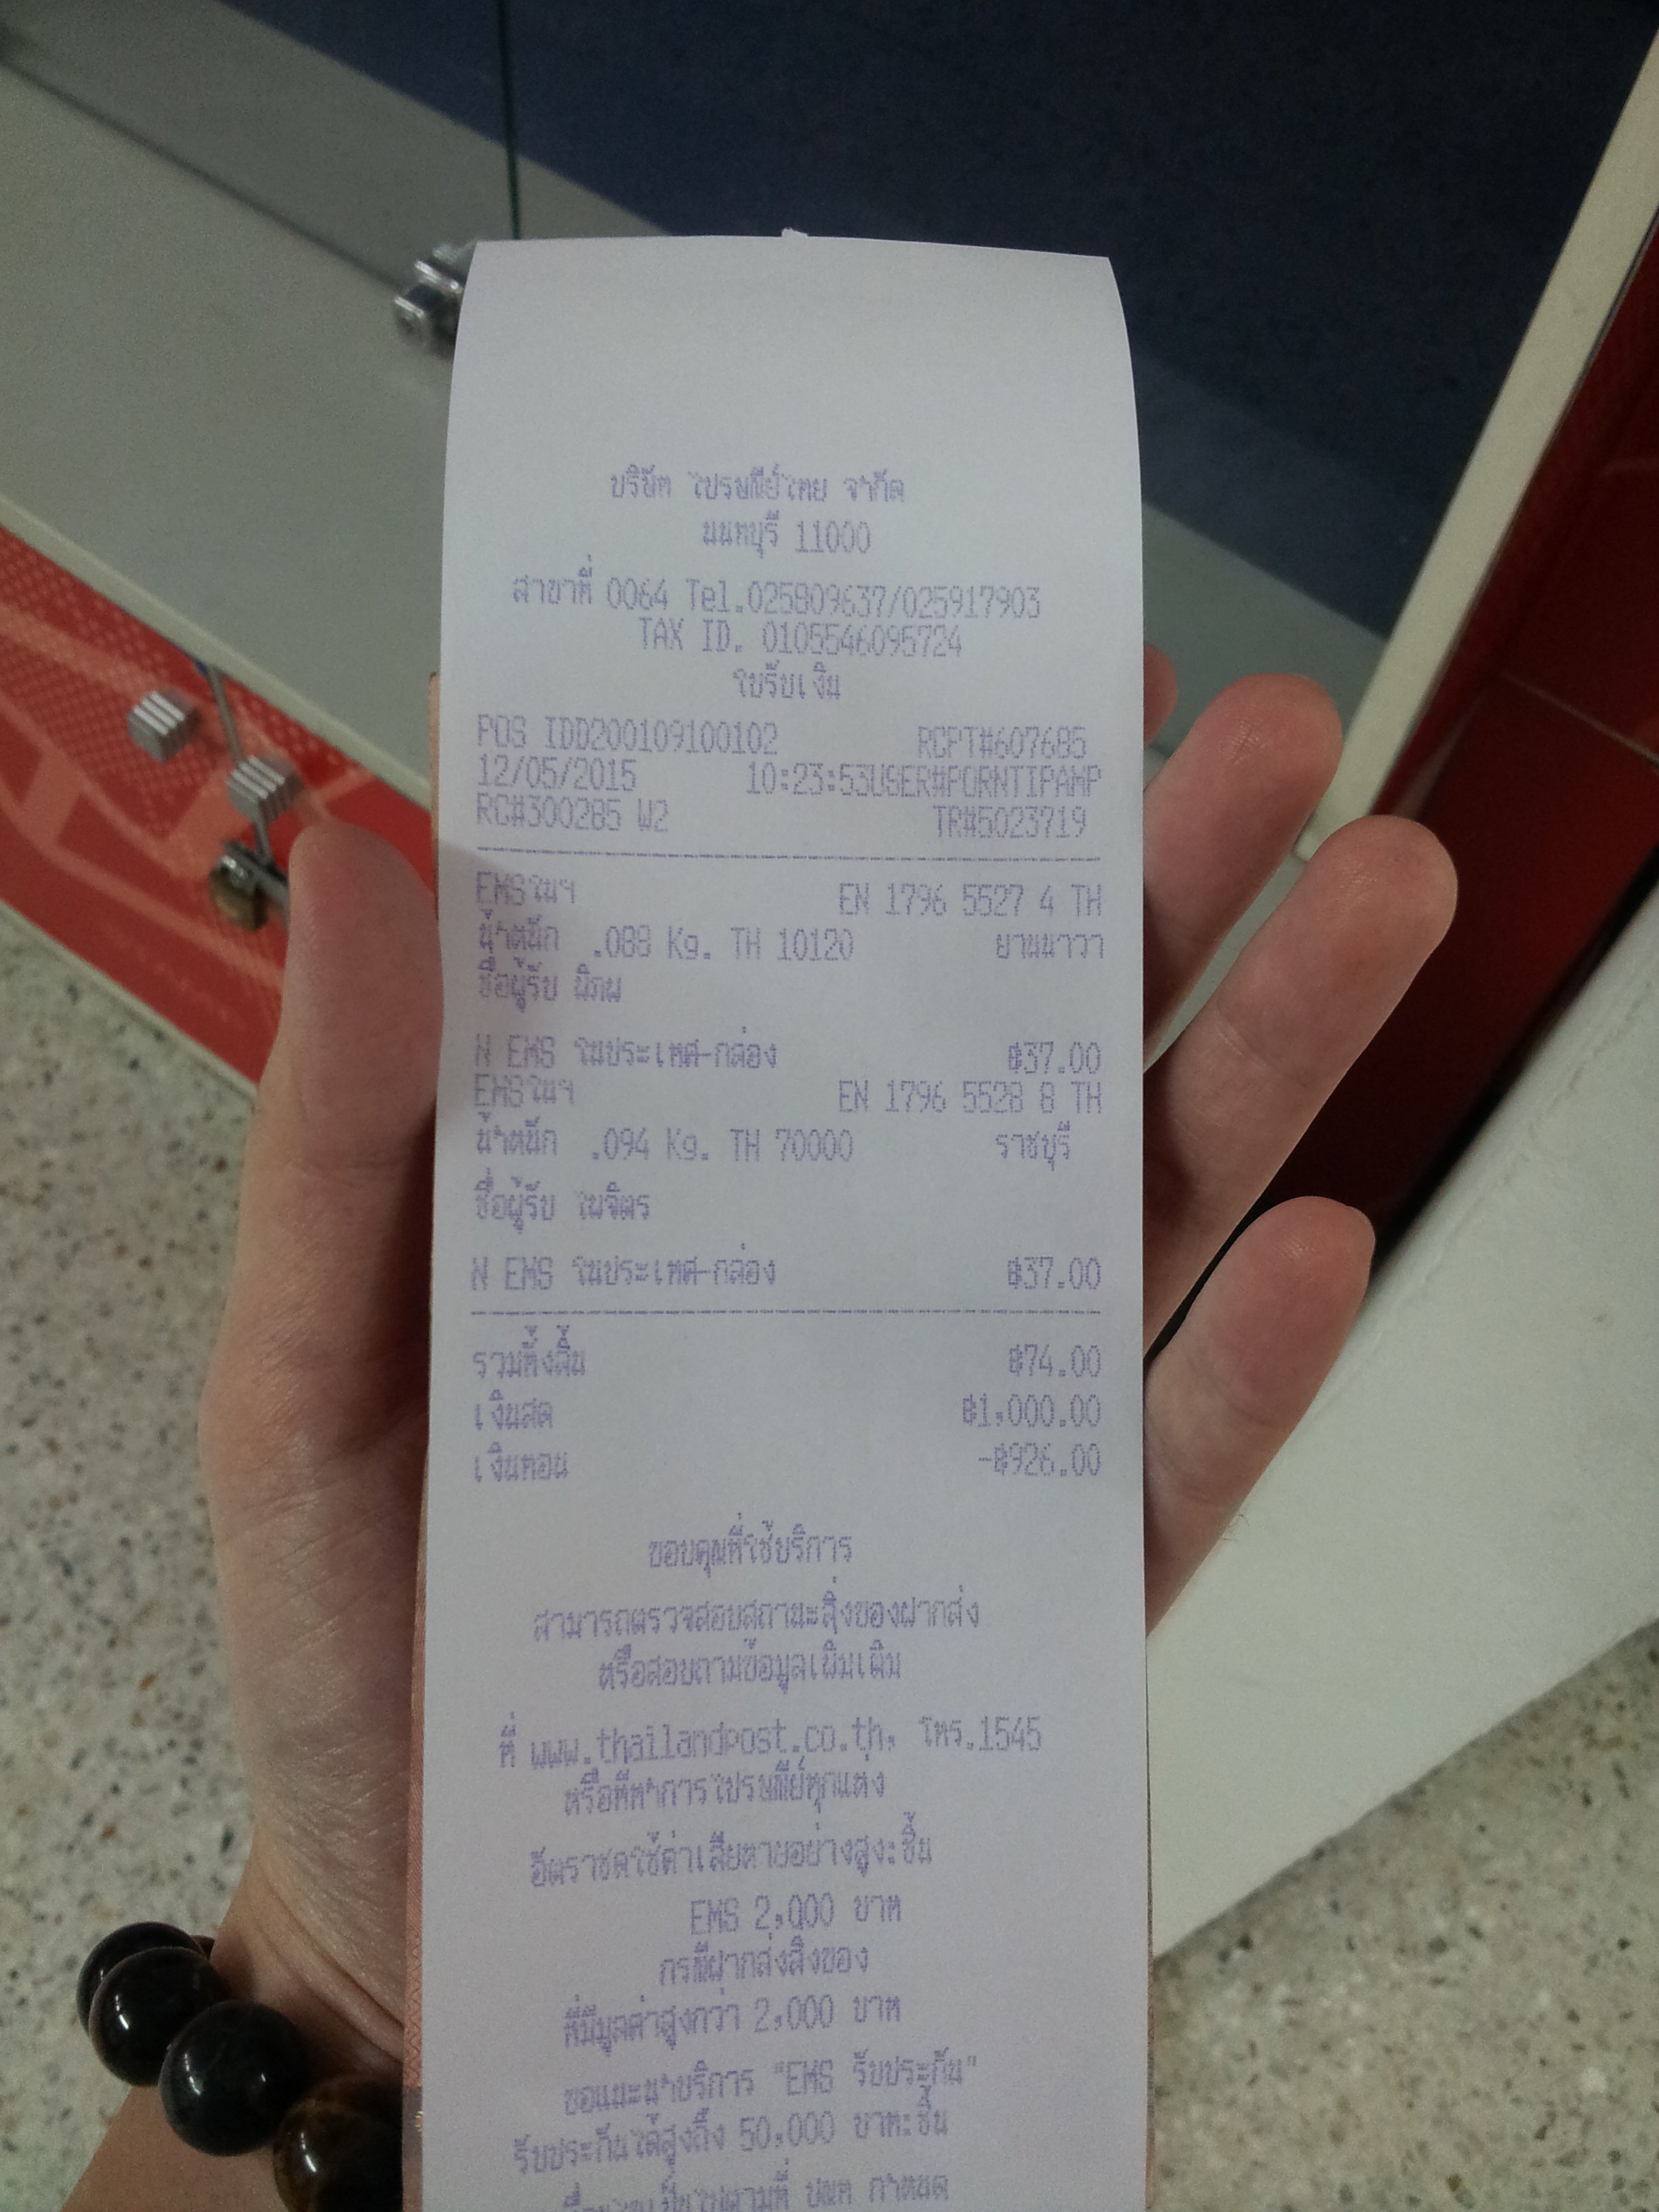 บริษัท ไปรษณีย์ไทย จำกัด
นนทบุรี 11000
สาขาที่ 0064 Tel.025809637/025917903
TAX ID. 0105546095724
ใบรับเงิน
POS IDD200109100102 RCPT#607685
12/05/2015 10:23:53USER#PORNTIPAMP
RC#300285 W2 TR#5023719
EMSในฯ EN 1796 5527 4 TH
น้ำหนัก .088 Kg. TH 10120 ยานนาวา
ชื่อผู้รับ นิภพ
N EMS ในประเทศ-กล่อง ฿37.00
EMSในฯ EN 1796 5528 8 TH
น้ำหนัก .094 Kg. TH 70000 ราชบุรี
ชื่อผู้รับ ไพจิตร
N EMS ในประเทศ-กล่อง ฿37.00
รวมทั้งสิ้น ฿74.00
เงินสด ฿1,000.00
เงินทอน -฿926.00
ขอบคุณที่ใช้บริการ
สามารถตรวจสอบสถานะสิ่งของฝากส่ง
หรือสอบถามข้อมูลเพิ่มเติม
ที่ www.thailandpost.co.th, โทร.1545
หรือที่ทำการไปรษณีย์ทุกแห่ง
อัตราชดใช้ค่าเสียหายอย่างสูง:ชิ้น
EMS 2,000 บาท
กรณีฝากส่งสิ่งของ
ที่มีมูลค่าสูงกว่า 2,000 บาท
ขอแนะนำบริการ "EMS รับประกัน"
รับประกันได้สูงถึง 50,000 บาท:ชิ้น
เป็นไปตามที่ ปณท กำหนด